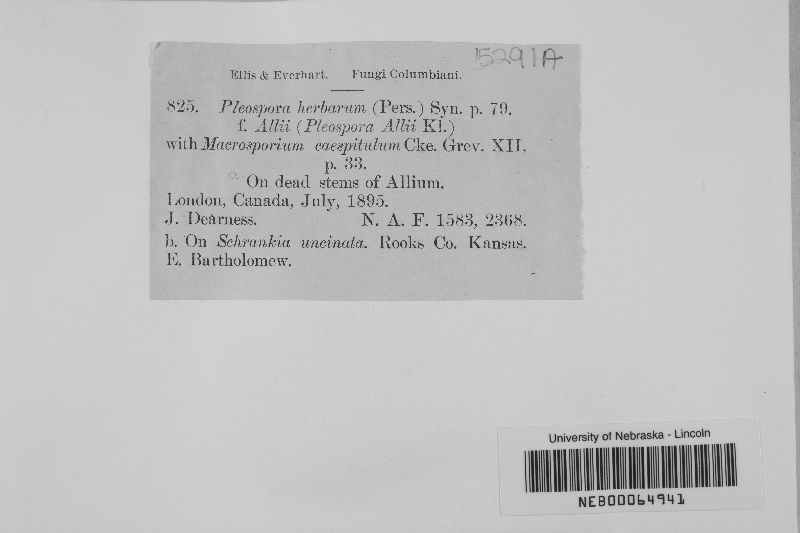 5291A
Ellis & Everhart. Fungi Columbiani.
825. Pleospora herbarum (Pers.) Syn. p. 79.
f. Allii (Pleospora Allii Kl.)
with Macrosporium caespitulum Cke. Grev. XII,
p. 33.
a On dead stems of Allium.
London, Canada, July, 1895.
J. Dearness. N. A. F. 1583, 2368.
b. On Schrankia uncinata. Rooks Co. Kansas.
E. Bartholomew.
University of Nebraska - Lincoln
NEB00064941